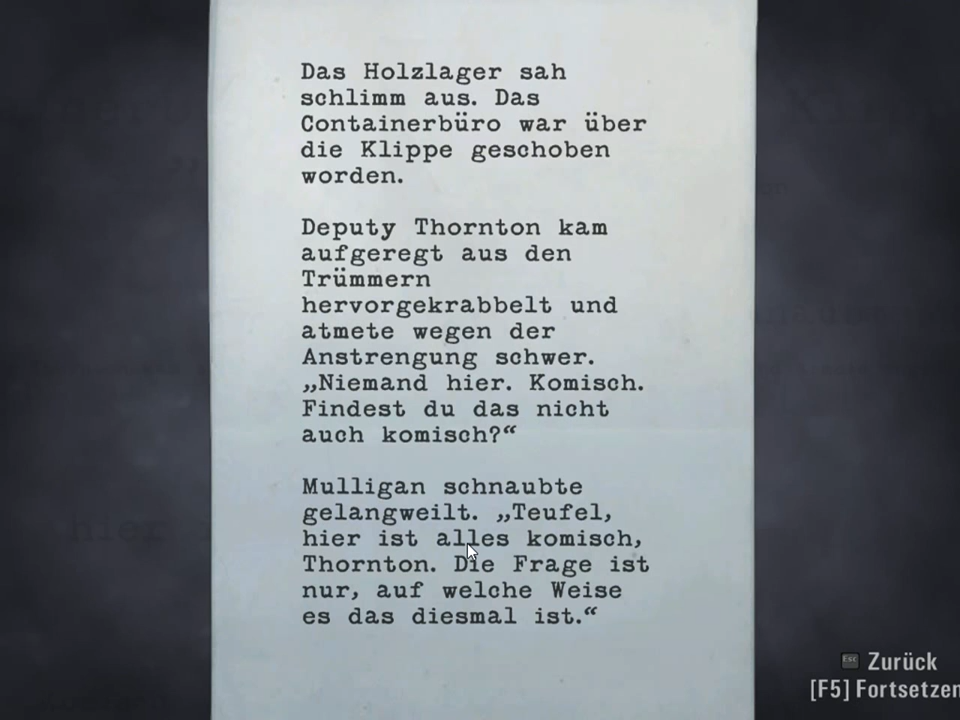 Das Holzlager sah
schlimm aus. Das
Containerbüro war über
die Klippe geschoben
worden.
Deputy Thornton kam
aufgeregt aus den
Trümmern
hervorgekrabbelt und
atmete wegen der
Anstrengung schwer.
„Niemand hier. Komisch.
Findest du das nicht
auch komisch?“
Mulligan schnaubte
gelangweilt. „Teufel,
hier ist alles komisch,
Thornton. Die Frage ist
nur, auf welche Weise
es das diesmal ist.“
hier
Esc Zurück
[F5] Fortsetzen